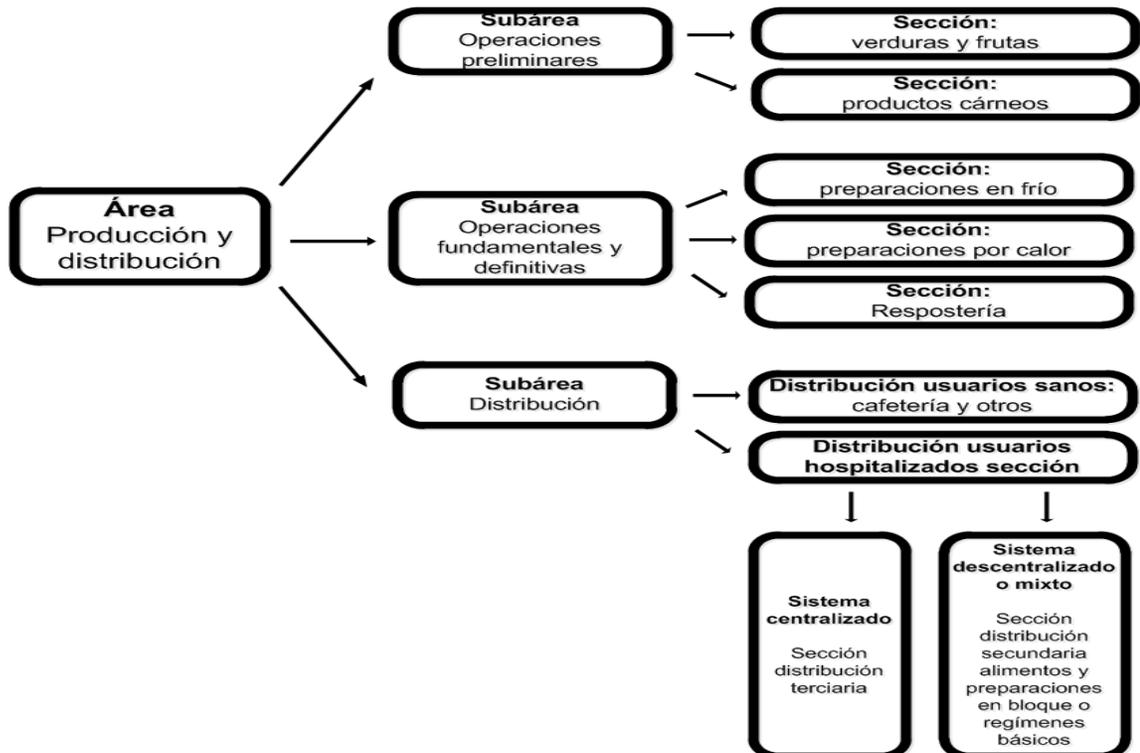 Área
Producción y
distribución
Subárea
Operaciones
preliminares
Sección:
verduras y frutas
Sección:
productos cárneos
Subárea
Operaciones
fundamentales y
definitivas
Sección:
preparaciones en frío
Sección:
preparaciones por calor
Sección:
Respostería
Subárea
Distribución
Distribución usuarios sanos:
cafetería y otros
Distribución usuarios
hospitalizados sección
Sistema
centralizado
Sección
distribución
terciaria
Sistema
descentralizado
o mixto
Sección
distribución
secundaria
alimentos y
preparaciones
en bloque o
regímenes
básicos